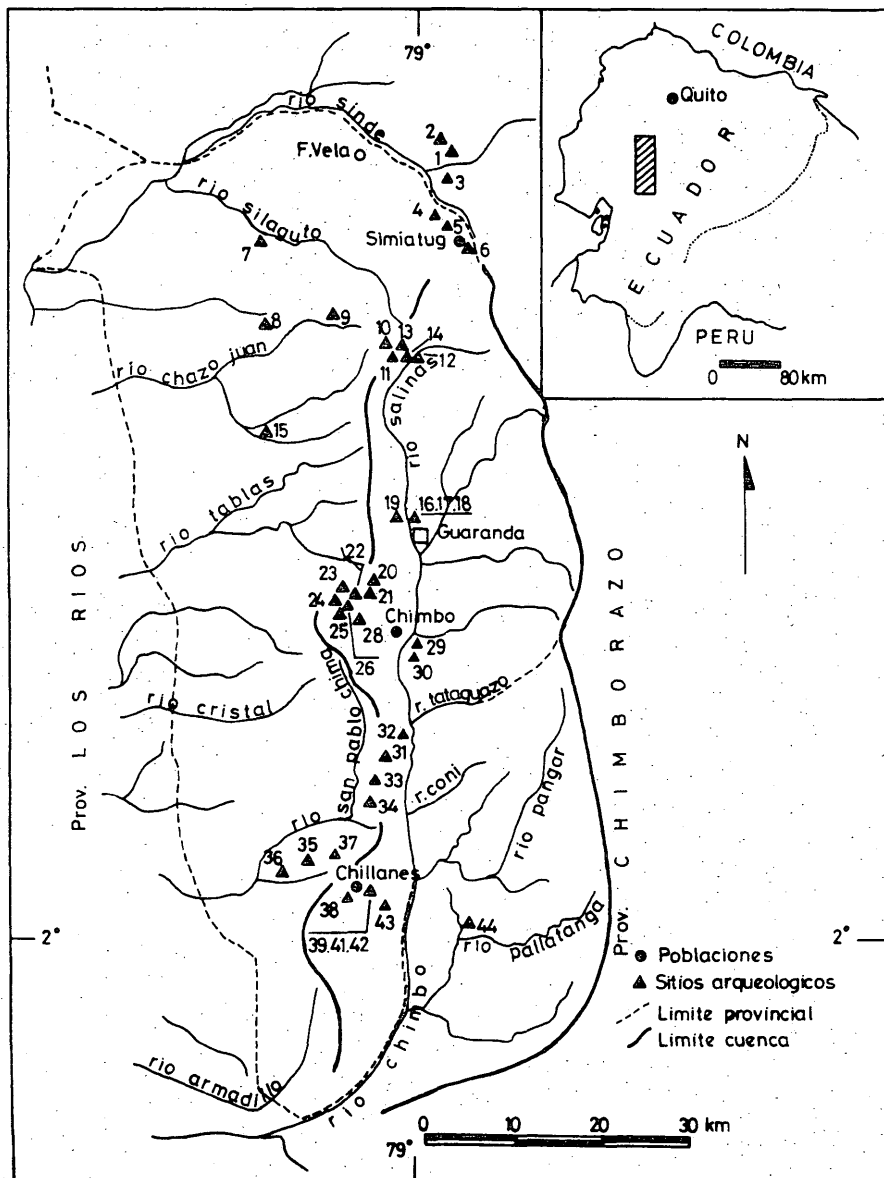 79°
COLOMBIA
Quito
ECUADOR
PERU
0 80 km
rio sinde
F. Vela
2
1
3
4
5
Simiatug
6
rio silaguto
7
8
9
10
13
14
11
12
rio chazo juan
rio salinas
15
N
rio tablas
19
16.17.18
Guaranda
22
23
20
24
21
Chimbo
25
28
29
26
30
Prov. LOS RIOS
Prov. CHIMBORAZO
rio cristal
san pablo chima
r. tataguazo
32
31
33
r. coni
34
rio pangor
rio
36
35
37
Chillanes
38
43
44
39.41.42
rio pallatanga
2°
2°
Poblaciones
Sitios arqueologicos
Limite provincial
Limite cuenca
rio chimbo
rio armadillo
0 10 20 30 km
79°